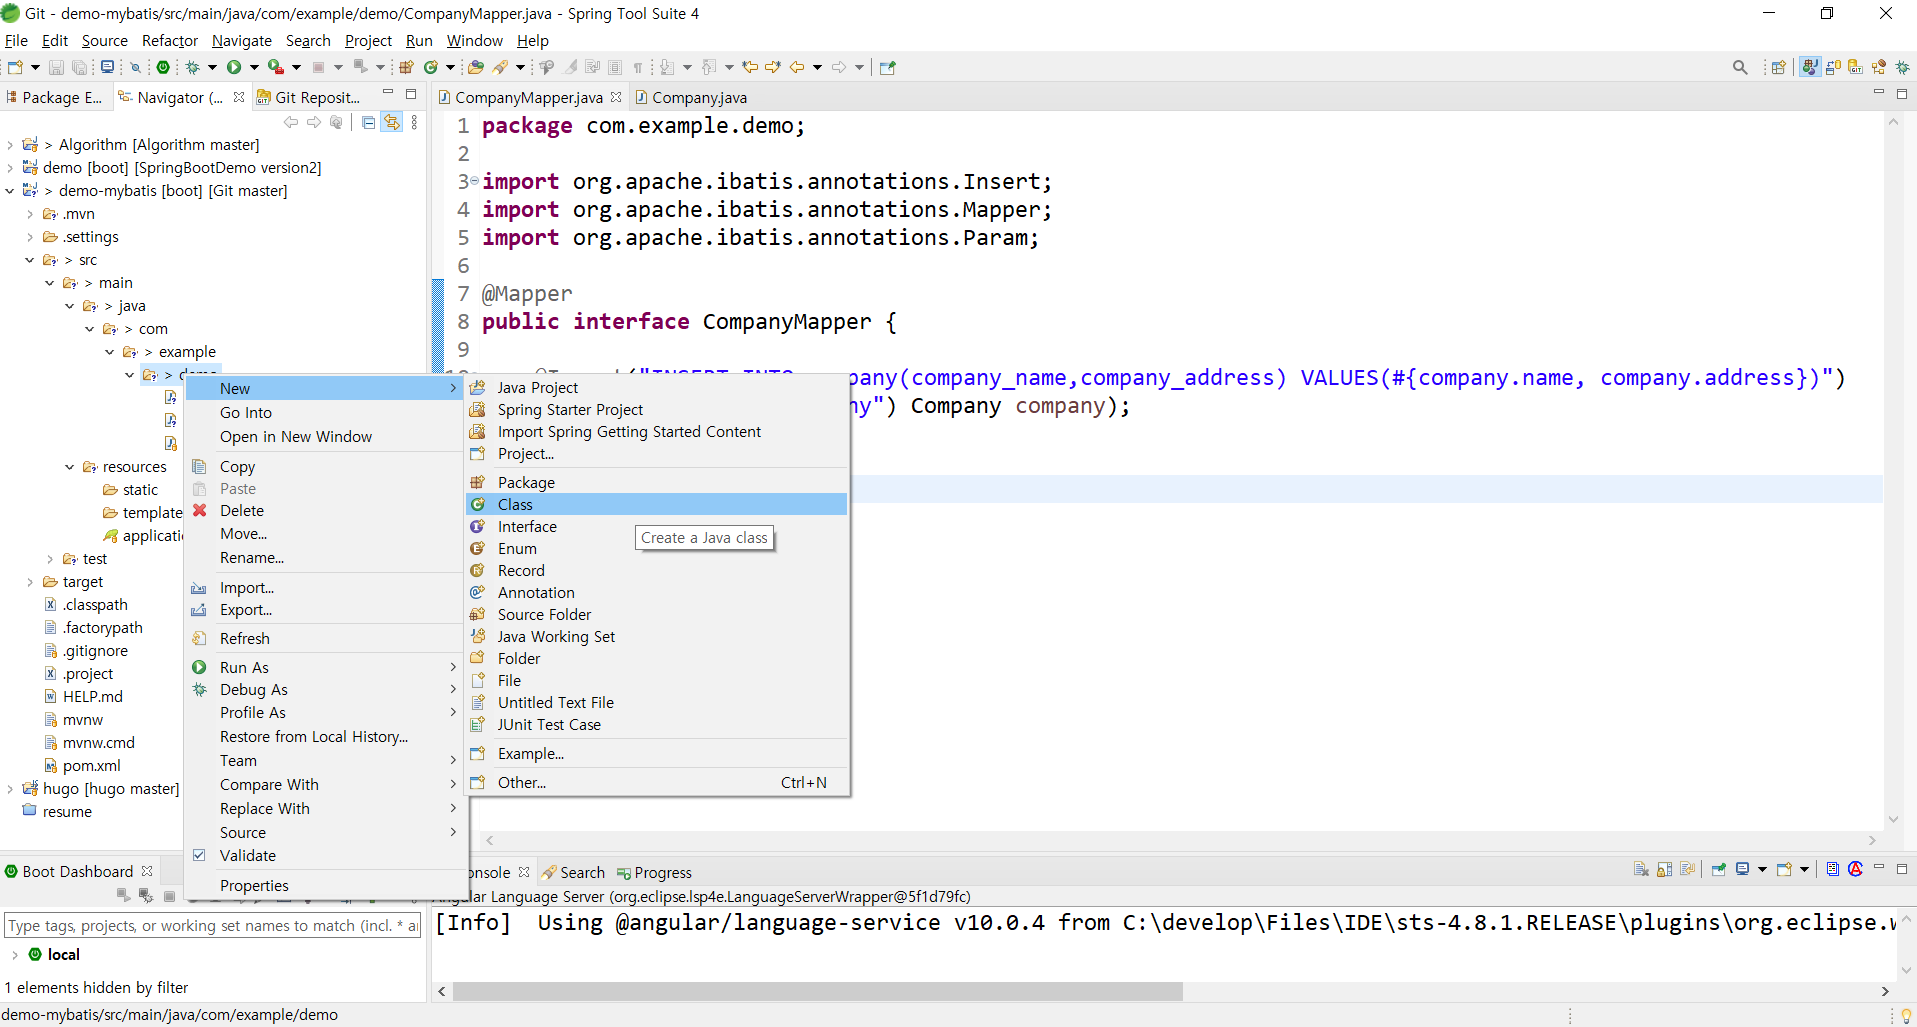 Git - demo-mybatis/src/main/java/com/example/demo/CompanyMapper.java - Spring Tool Suite 4
File Edit Source Refactor Navigate Search Project Run Window Help
Package E...
Navigator (...
Git Reposit...
> Algorithm [Algorithm master]
demo [boot] [SpringBootDemo version2]
> demo-mybatis [boot] [Git master]
.mvn
.settings
> src
> main
> java
> com
> example
>
resources
static
template
applicati
test
target
.classpath
.factorypath
.gitignore
.project
HELP.md
mvnw
mvnw.cmd
pom.xml
hugo [hugo master]
resume
New
Go Into
Open in New Window
Copy
Paste
Delete
Move...
Rename...
Import...
Export...
Refresh
Run As
Debug As
Profile As
Restore from Local History...
Team
Compare With
Replace With
Source
Validate
Properties
Java Project
Spring Starter Project
Import Spring Getting Started Content
Project...
Package
Class
Interface
Enum
Record
Annotation
Source Folder
Java Working Set
Folder
File
Untitled Text File
JUnit Test Case
Example...
Other... Ctrl+N
Create a Java class
CompanyMapper.java
Company.java
1 package com.example.demo;
2
3 import org.apache.ibatis.annotations.Insert;
4 import org.apache.ibatis.annotations.Mapper;
5 import org.apache.ibatis.annotations.Param;
6
7 @Mapper
8 public interface CompanyMapper {
9
pany(company_name,company_address) VALUES(#{company.name, company.address})")
ny") Company company);
Boot Dashboard
Type tags, projects, or working set names to match (incl. *
local
1 elements hidden by filter
onsole
Search
Progress
ular Language Server (org.eclipse.lsp4e.LanguageServerWrapper@5f1d79fc)
[Info] Using @angular/language-service v10.0.4 from C:\develop\Files\IDE\sts-4.8.1.RELEASE\plugins\org.eclipse.w
demo-mybatis/src/main/java/com/example/demo